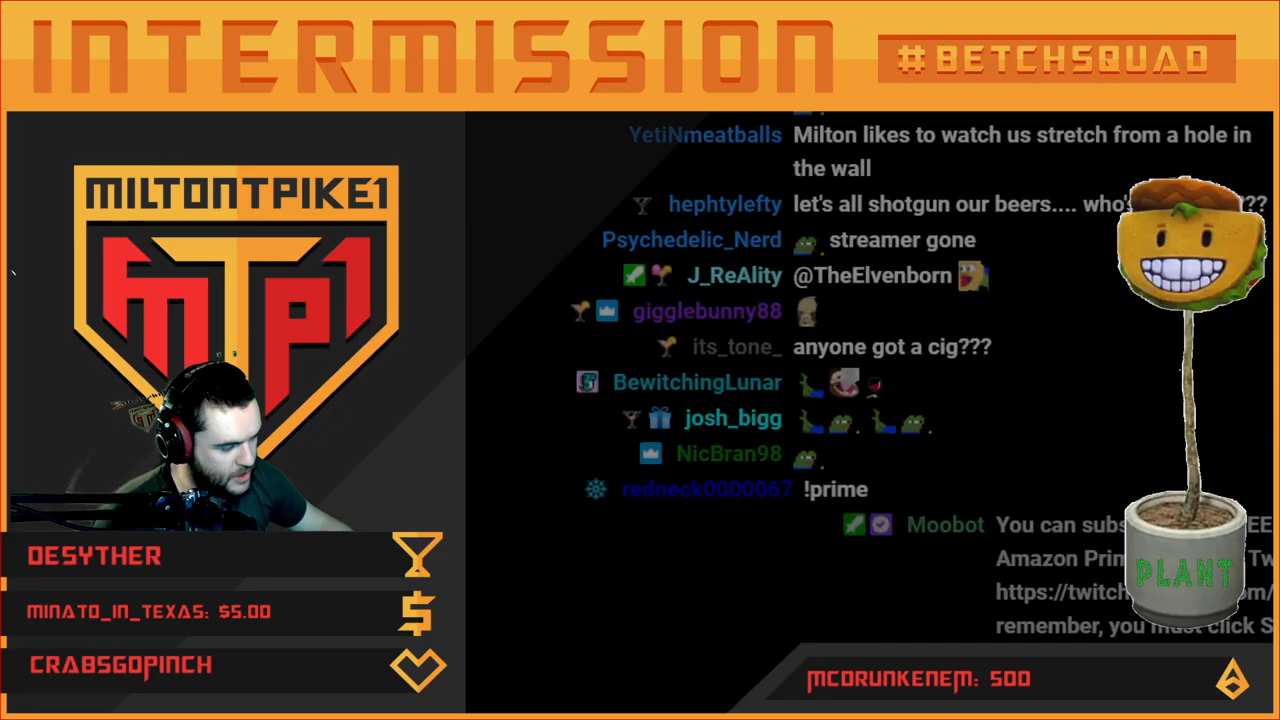 INTERMISSION
#BETCHSQUAD
MILTONTPIKE1
MTP1
YetiNmeatballs Milton likes to watch us stretch from a hole in
the wall
hephtylefty let's all shotgun our beers.... who' ???
Psychedelic_Nerd streamer gone
J_ReAlity @TheElvenborn
gigglebunny88
its_tone_ anyone got a cig???
BewitchingLunar
josh_bigg
NicBran98
redneck0000067 !prime
Moobot You can subs EE
Amazon Prim Tw
https://twitch om/
remember, you must click S
PLANT
DESYTHER
MINATO_IN_TEXAS: $5.00
CRABSGOPINCH
MCDRUNKENEM: 500